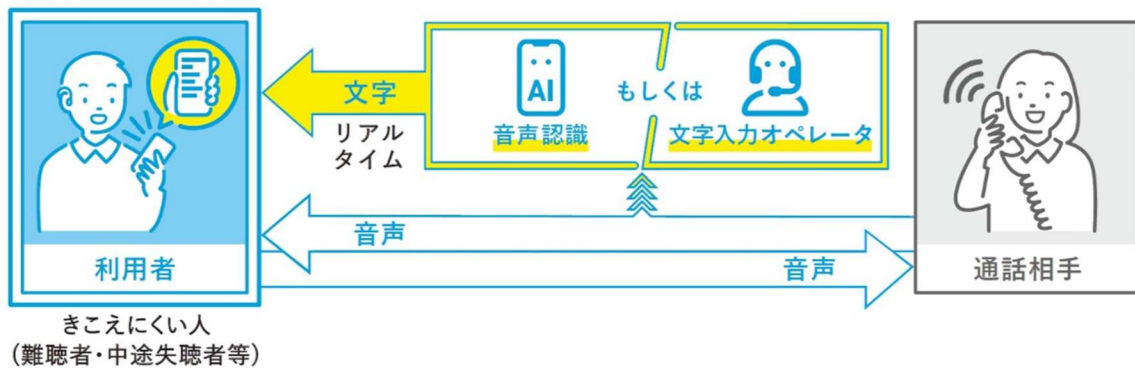 文字
リアル
タイム
AI
音声認識
もしくは
文字入力オペレータ
音声
音声
利用者
通話相手
きこえにくい人
(難聴者・中途失聴者等)